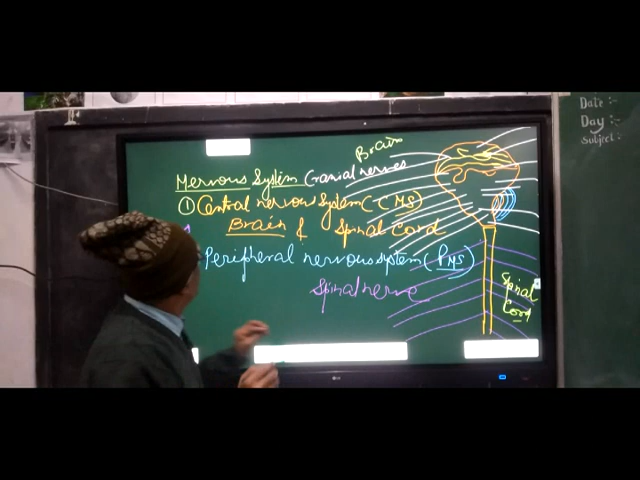 Brain
Nervous System Cranial nerves
① Central nervous System (CNS)
Brain & Spinal Cord
Peripheral nervous system (PNS)
Spinal nerve
Spinal
Cord
Date :-
Day :-
Subject :-
LG